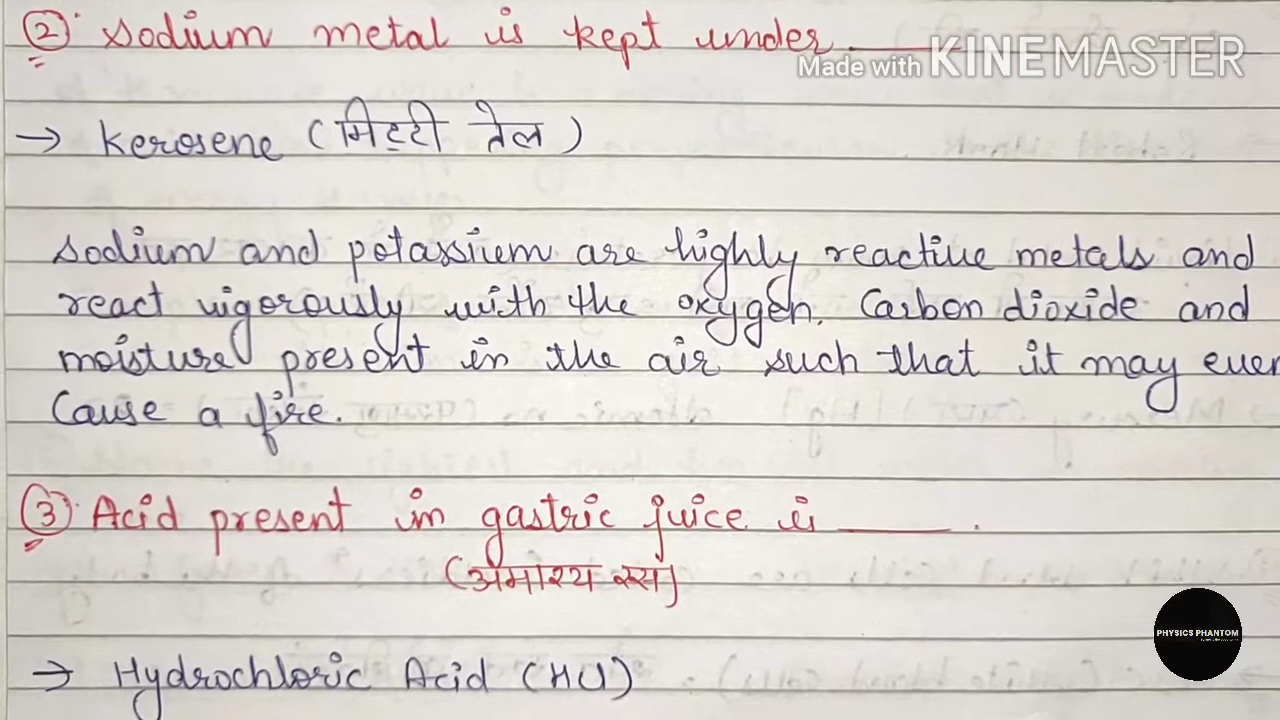 ② Sodium metal is kept under ____
Made with KINEMASTER
→ Kerosene (मिट्टी तेल)
Sodium and potassium are highly reactive metals and
react vigorously with the oxygen. Carbon dioxide and
moisture present in the air such that it may even
Cause a fire.
③ Acid present in gastric juice is ____.
(अमाश्य रस)
PHYSICS PHANTOM
→ Hydrochloric Acid (HCl)